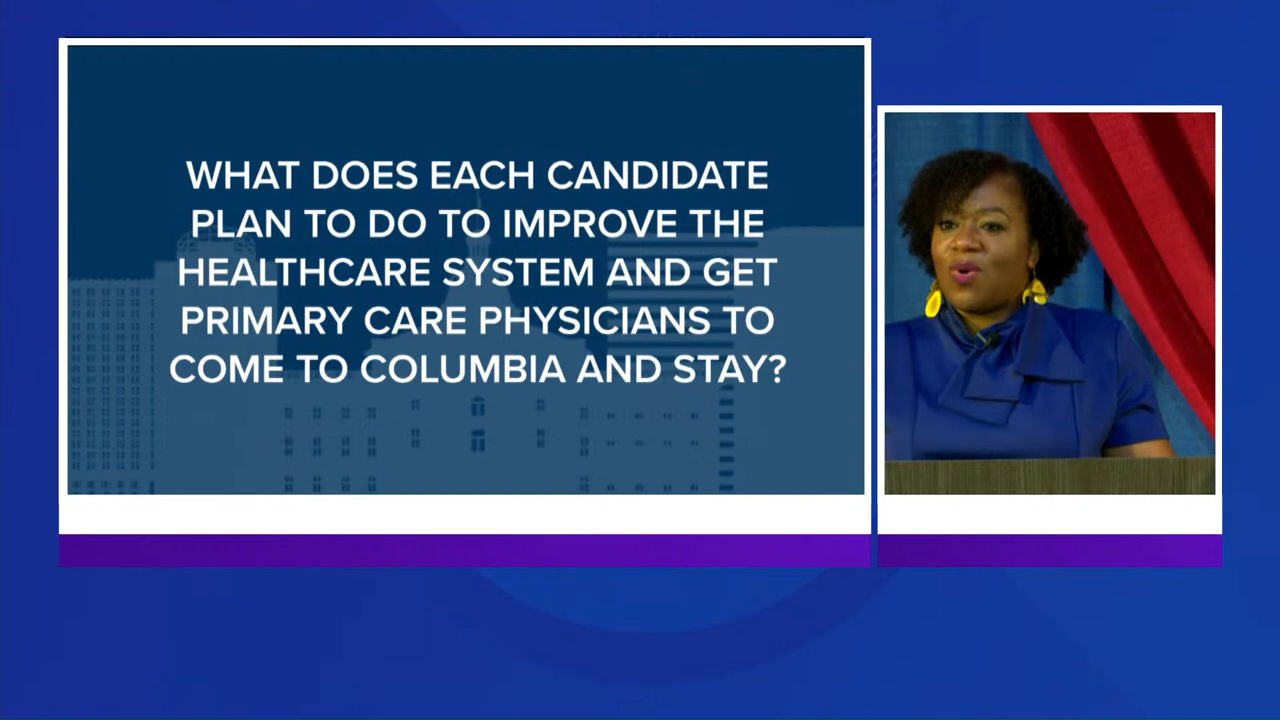 WHAT DOES EACH CANDIDATE
PLAN TO DO TO IMPROVE THE
HEALTHCARE SYSTEM AND GET
PRIMARY CARE PHYSICIANS TO
COME TO COLUMBIA AND STAY?